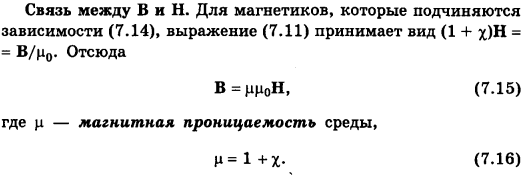 Связь между В и Н. Для магнетиков, которые подчиняются
зависимости (7.14), выражение (7.11) принимает вид (1 + χ)H =
= B/μ₀. Отсюда
B = μμ₀H, (7.15)
где μ — магнитная проницаемость среды,
μ = 1 + χ. (7.16)